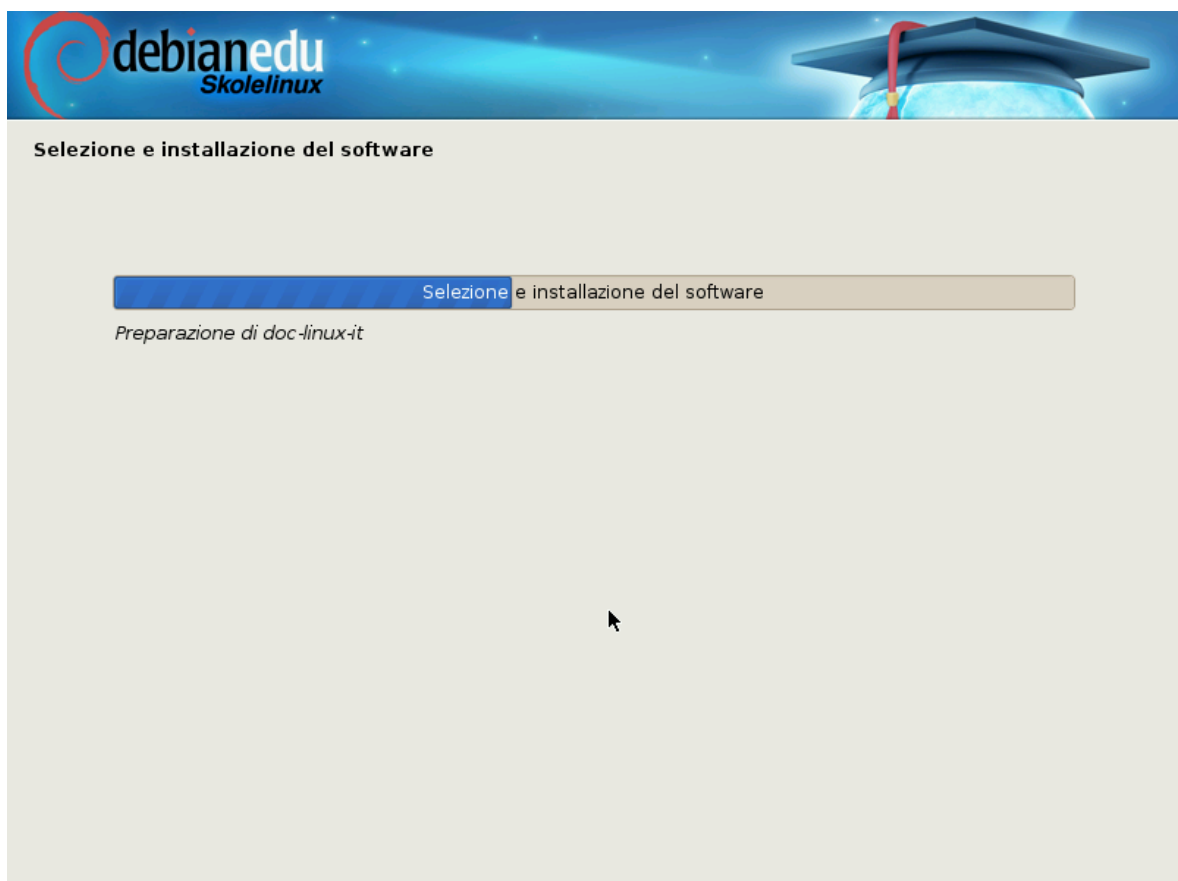 debianedu
Skolelinux
Selezione e installazione del software
Selezione e installazione del software
Preparazione di doc-linux-it